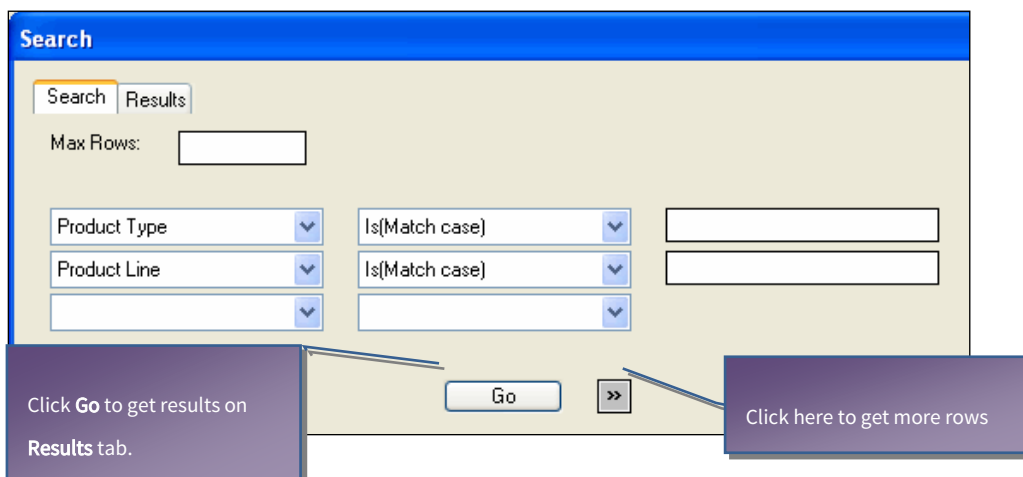 Search
Search Results
Max Rows:
Product Type Is(Match case)
Product Line Is(Match case)
Click Go to get results on
Results tab.
Go >>
Click here to get more rows